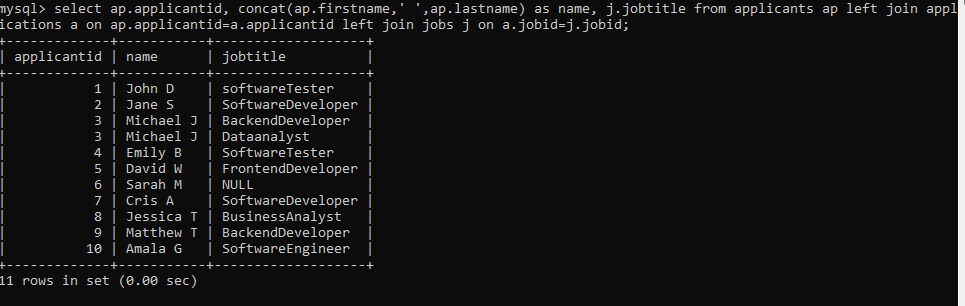 mysql> select ap.applicantid, concat(ap.firstname,' ',ap.lastname) as name, j.jobtitle from applicants ap left join appl
ications a on ap.applicantid=a.applicantid left join jobs j on a.jobid=j.jobid;
+-------------+-----------+-------------------+
| applicantid | name      | jobtitle          |
+-------------+-----------+-------------------+
|           1 | John D    | softwareTester    |
|           2 | Jane S    | SoftwareDeveloper |
|           3 | Michael J | BackendDeveloper  |
|           3 | Michael J | Dataanalyst       |
|           4 | Emily B   | SoftwareTester    |
|           5 | David W   | FrontendDeveloper |
|           6 | Sarah M   | NULL              |
|           7 | Cris A    | SoftwareDeveloper |
|           8 | Jessica T | BusinessAnalyst   |
|           9 | Matthew T | BackendDeveloper  |
|          10 | Amala G   | SoftwareEngineer  |
+-------------+-----------+-------------------+
11 rows in set (0.00 sec)